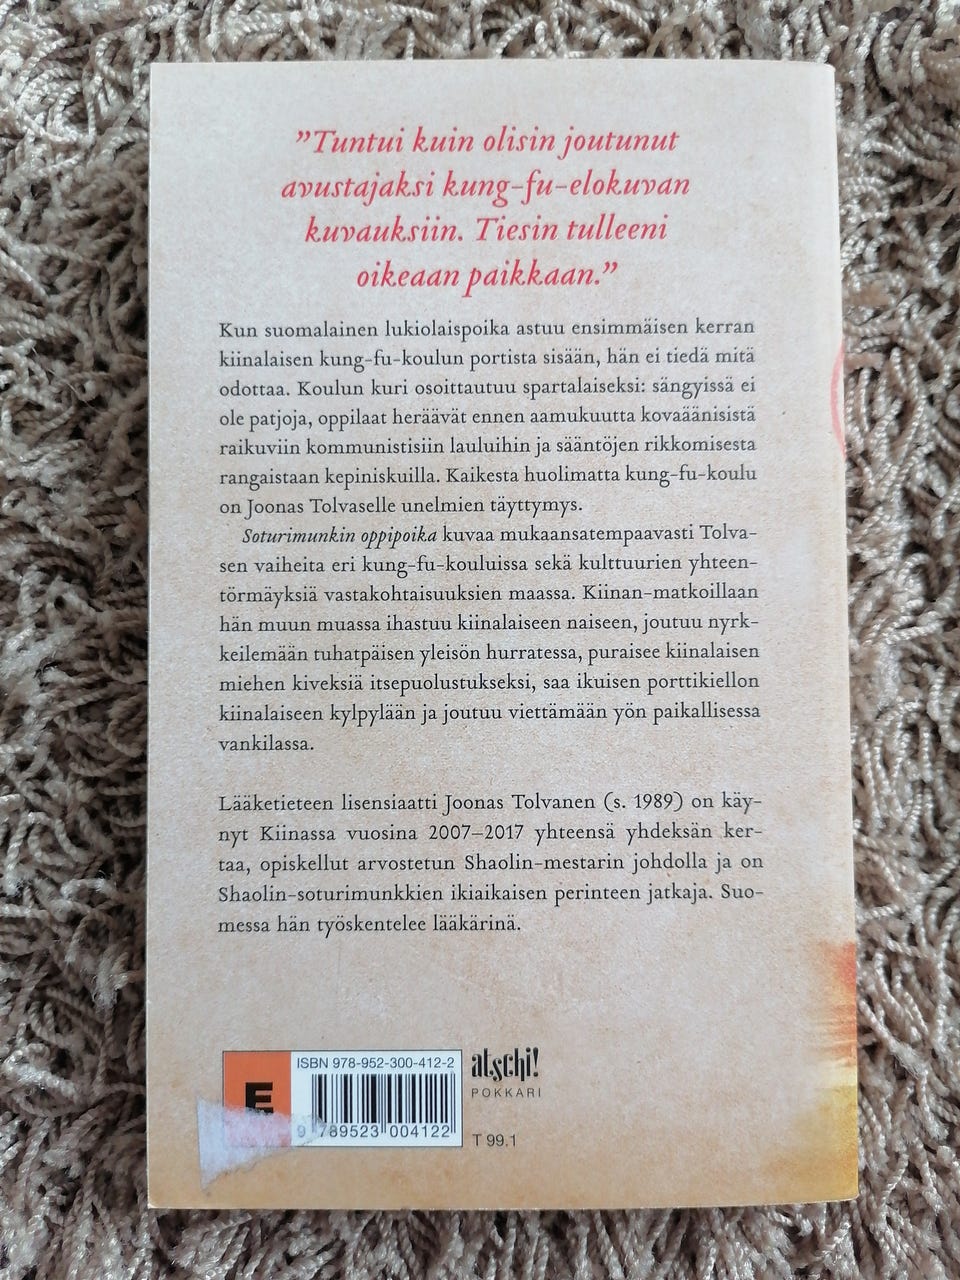 ”Tuntui kuin olisin joutunut
avustajaksi kung-fu-elokuvan
kuvauksiin. Tiesin tulleeni
oikeaan paikkaan.”
Kun suomalainen lukiolaispoika astuu ensimmäisen kerran
kiinalaisen kung-fu-koulun portista sisään, hän ei tiedä mitä
odottaa. Koulun kuri osoittautuu spartalaiseksi: sängyissä ei
ole patjoja, oppilaat heräävät ennen aamukuutta kovaäänisistä
raikuviin kommunistisiin lauluihin ja sääntöjen rikkomisesta
rangaistaan kepiniskuilla. Kaikesta huolimatta kung-fu-koulu
on Joonas Tolvaselle unelmien täyttymys.
Soturimunkin oppipoika kuvaa mukaansatempaavasti Tolva-
sen vaiheita eri kung-fu-kouluissa sekä kulttuurien yhteen-
törmäyksiä vastakohtaisuuksien maassa. Kiinan-matkoillaan
hän muun muassa ihastuu kiinalaiseen naiseen, joutuu nyrk-
keilemään tuhatpäisen yleisön hurratessa, puraisee kiinalaisen
miehen kiveksiä itsepuolustukseksi, saa ikuisen porttikiellon
kiinalaiseen kylpylään ja joutuu viettämään yön paikallisessa
vankilassa.
Lääketieteen lisensiaatti Joonas Tolvanen (s. 1989) on käy-
nyt Kiinassa vuosina 2007–2017 yhteensä yhdeksän ker-
taa, opiskellut arvostetun Shaolin-mestarin johdolla ja on
Shaolin-soturimunkkien ikiaikaisen perinteen jatkaja. Suo-
messa hän työskentelee lääkärinä.
ISBN 978-952-300-412-2
E
9 789523 004122
atschi!
POKKARI
T 99.1